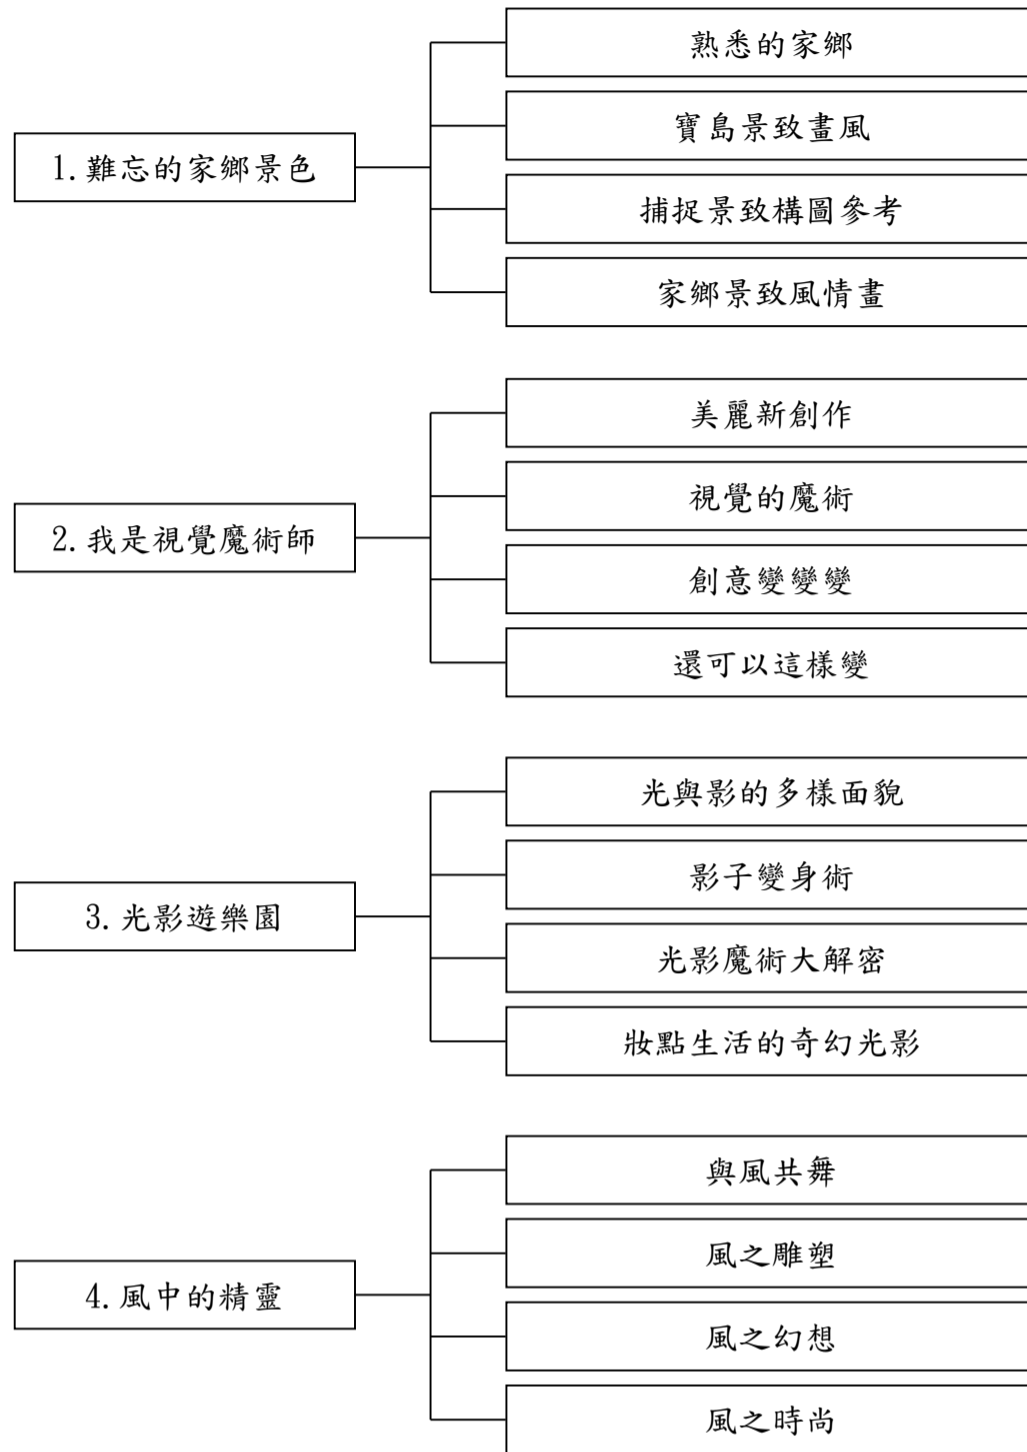 1.難忘的家鄉景色
熟悉的家鄉
寶島景致畫風
捕捉景致構圖參考
家鄉景致風情畫
2.我是視覺魔術師
美麗新創作
視覺的魔術
創意變變變
還可以這樣變
3.光影遊樂園
光與影的多樣面貌
影子變身術
光影魔術大解密
妝點生活的奇幻光影
4.風中的精靈
與風共舞
風之雕塑
風之幻想
風之時尚